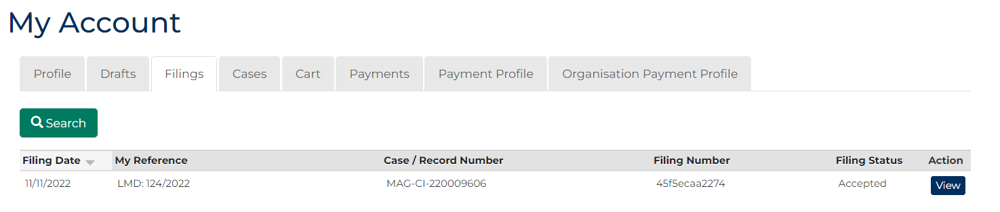 My Account
Profile Drafts Filings Cases Cart Payments Payment Profile Organisation Payment Profile
Search
Filing Date My Reference Case / Record Number Filing Number Filing Status Action
11/11/2022 LMD: 124/2022 MAG-CI-220009606 45f5ecaa2274 Accepted View